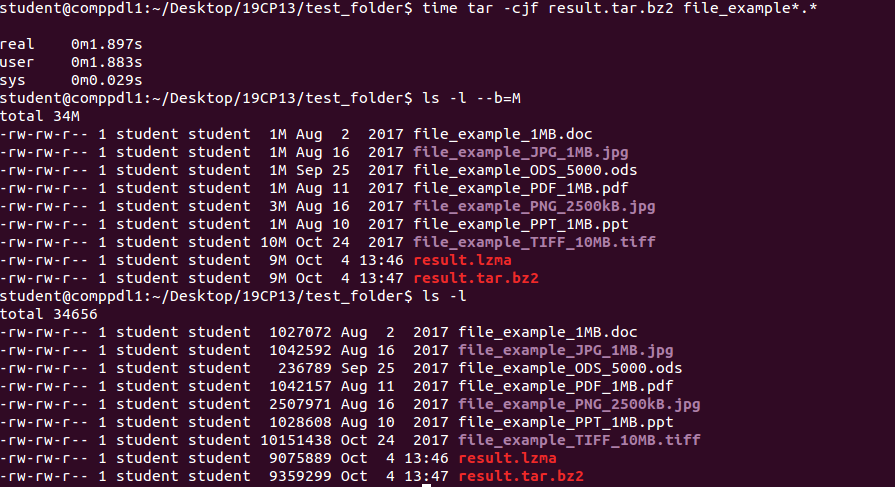 student@comppdl1:~/Desktop/19CP13/test_folder$ time tar -cjf result.tar.bz2 file_example*.*
real    0m1.897s
user    0m1.883s
sys     0m0.029s
student@comppdl1:~/Desktop/19CP13/test_folder$ ls -l --b=M
total 34M
-rw-rw-r-- 1 student student  1M Aug  2  2017 file_example_1MB.doc
-rw-rw-r-- 1 student student  1M Aug 16  2017 file_example_JPG_1MB.jpg
-rw-rw-r-- 1 student student  1M Sep 25  2017 file_example_ODS_5000.ods
-rw-rw-r-- 1 student student  1M Aug 11  2017 file_example_PDF_1MB.pdf
-rw-rw-r-- 1 student student  3M Aug 16  2017 file_example_PNG_2500kB.jpg
-rw-rw-r-- 1 student student  1M Aug 10  2017 file_example_PPT_1MB.ppt
-rw-rw-r-- 1 student student 10M Oct 24  2017 file_example_TIFF_10MB.tiff
-rw-rw-r-- 1 student student  9M Oct  4 13:46 result.lzma
-rw-rw-r-- 1 student student  9M Oct  4 13:47 result.tar.bz2
student@comppdl1:~/Desktop/19CP13/test_folder$ ls -l
total 34656
-rw-rw-r-- 1 student student  1027072 Aug  2  2017 file_example_1MB.doc
-rw-rw-r-- 1 student student  1042592 Aug 16  2017 file_example_JPG_1MB.jpg
-rw-rw-r-- 1 student student   236789 Sep 25  2017 file_example_ODS_5000.ods
-rw-rw-r-- 1 student student  1042157 Aug 11  2017 file_example_PDF_1MB.pdf
-rw-rw-r-- 1 student student  2507971 Aug 16  2017 file_example_PNG_2500kB.jpg
-rw-rw-r-- 1 student student  1028608 Aug 10  2017 file_example_PPT_1MB.ppt
-rw-rw-r-- 1 student student 10151438 Oct 24  2017 file_example_TIFF_10MB.tiff
-rw-rw-r-- 1 student student  9075889 Oct  4 13:46 result.lzma
-rw-rw-r-- 1 student student  9359299 Oct  4 13:47 result.tar.bz2